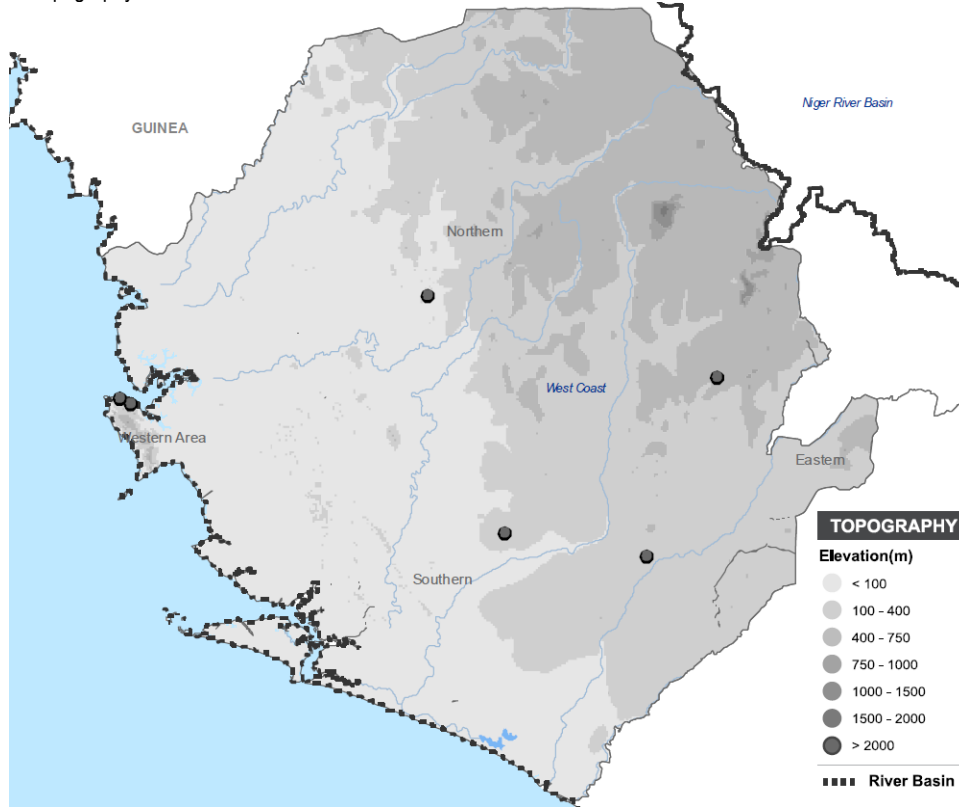 Niger River Basin
GUINEA
Northern
West Coast
Western Area
Eastern
Southern
TOPOGRAPHY
Elevation(m)
< 100
100 - 400
400 - 750
750 - 1000
1000 - 1500
1500 - 2000
> 2000
River Basin